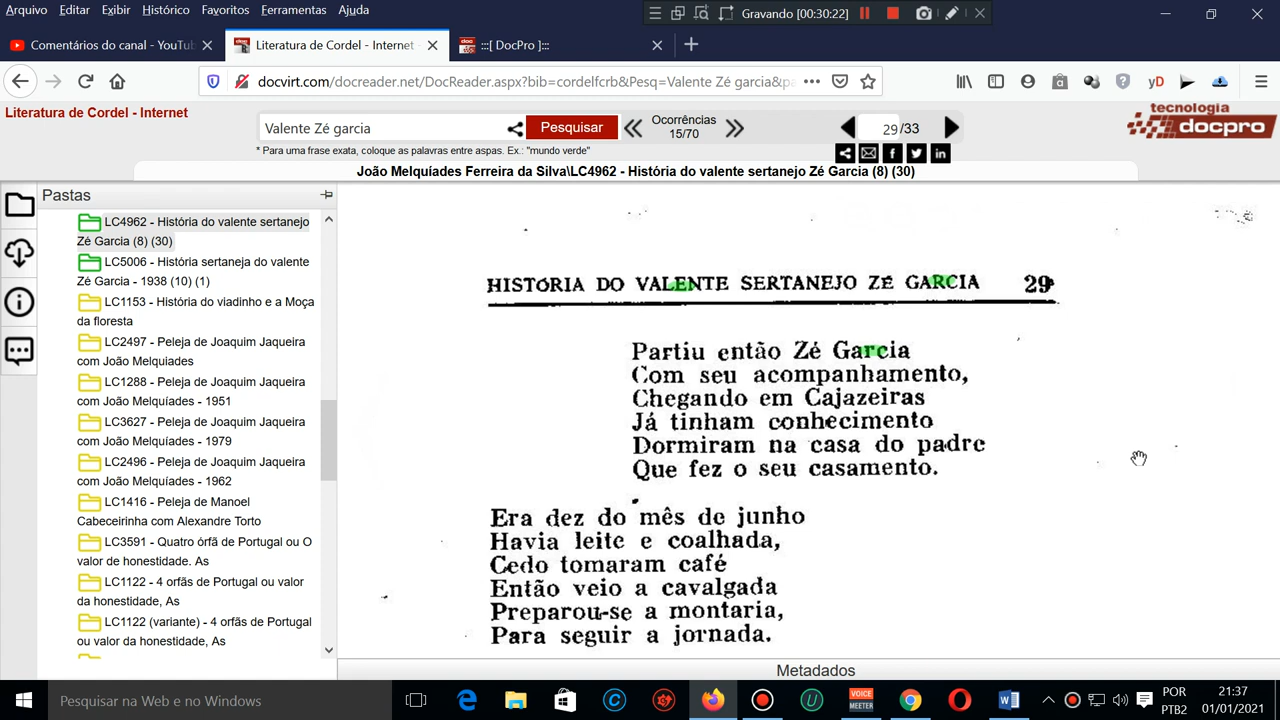 Arquivo Editar Exibir Histórico Favoritos Ferramentas Ajuda
Gravando [00:30:22]
Comentários do canal - YouTub
Literatura de Cordel - Internet -
:::[ DocPro ]:::
docvirt.com/docreader.net/DocReader.aspx?bib=cordelfcrb&Pesq=Valente Zé garcia&pa
Literatura de Cordel - Internet
Valente Zé garcia
Pesquisar
Ocorrências
15/70
29 /33
* Para uma frase exata, coloque as palavras entre aspas. Ex.: "mundo verde"
tecnologia
docpro
João Melquíades Ferreira da Silva\LC4962 - História do valente sertanejo Zé Garcia (8) (30)
Pastas
LC4962 - História do valente sertanejo
Zé Garcia (8) (30)
LC5006 - História sertaneja do valente
Zé Garcia - 1938 (10) (1)
LC1153 - História do viadinho e a Moça
da floresta
LC2497 - Peleja de Joaquim Jaqueira
com João Melquiades
LC1288 - Peleja de Joaquim Jaqueira
com João Melquíades - 1951
LC3627 - Peleja de Joaquim Jaqueira
com João Melquíades - 1979
LC2496 - Peleja de Joaquim Jaqueira
com João Melquíades - 1962
LC1416 - Peleja de Manoel
Cabeceirinha com Alexandre Torto
LC3591 - Quatro órfã de Portugal ou O
valor de honestidade. As
LC1122 - 4 orfãs de Portugal ou valor
da honestidade, As
LC1122 (variante) - 4 orfãs de Portugal
ou valor da honestidade, As
HISTORIA DO VALENTE SERTANEJO ZÉ GARCIA 29
Partiu então Zé Garcia
Com seu acompanhamento,
Chegando em Cajazeiras
Já tinham conhecimento
Dormiram na casa do padre
Que fez o seu casamento.
Era dez do mês de junho
Havia leite e coalhada,
Cedo tomaram café
Então veio a cavalgada
Preparou-se a montaria,
Para seguir a jornada.
Metadados
Pesquisar na Web e no Windows
VOICE
MEETER
POR
PTB2
21:37
01/01/2021